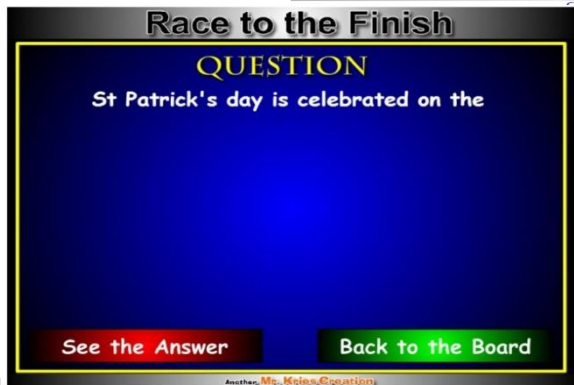 Race to the Finish
QUESTION
St Patrick's day is celebrated on the
See the Answer
Back to the Board
Another Mr. Kries Creation